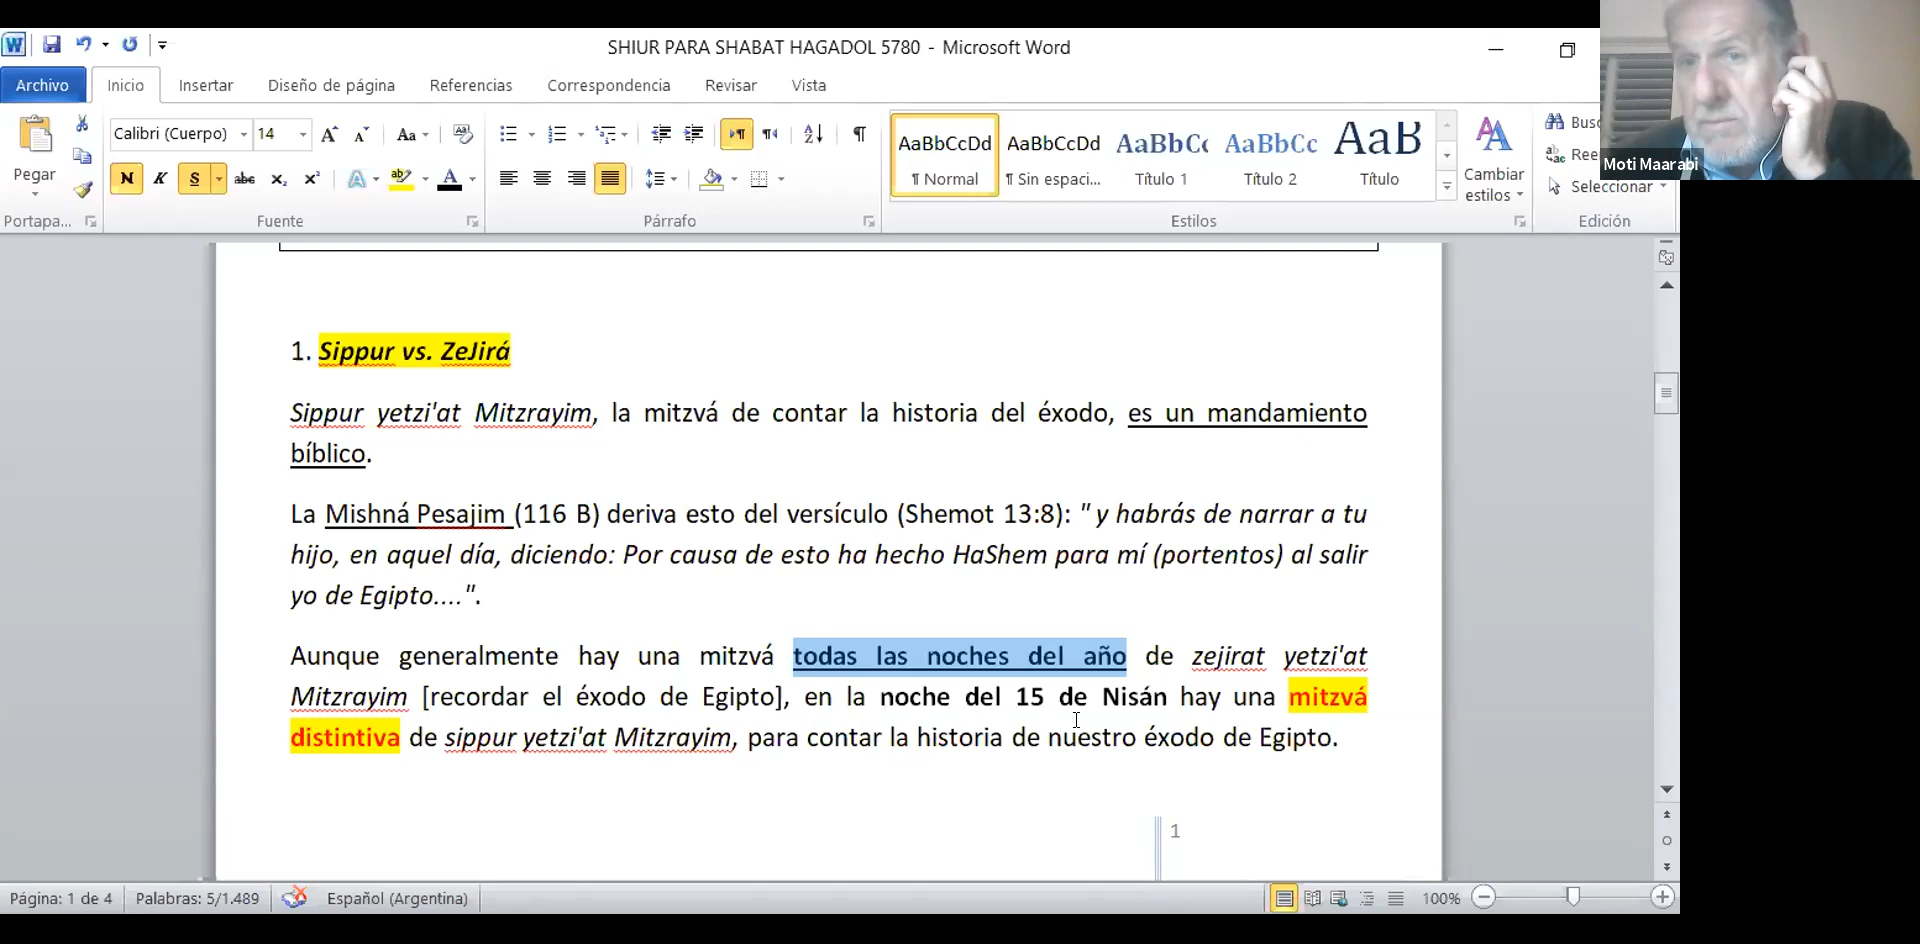 SHIUR PARA SHABAT HAGADOL 5780 - Microsoft Word
Archivo Inicio Insertar Diseño de página Referencias Correspondencia Revisar Vista
Pegar
Calibri (Cuerpo) 14
N K S abc x₂ x²
AaBbCcDd AaBbCcDd AaBbCc AaBbCc AaB
¶ Normal ¶ Sin espaci... Título 1 Título 2 Título
Cambiar
estilos
Seleccionar
Moti Maarabi
Portapa... Fuente Párrafo Estilos Edición
1. Sippur vs. ZeJirá
Sippur yetzi'at Mitzrayim, la mitzvá de contar la historia del éxodo, es un mandamiento
bíblico.
La Mishná Pesajim (116 B) deriva esto del versículo (Shemot 13:8): " y habrás de narrar a tu
hijo, en aquel día, diciendo: Por causa de esto ha hecho HaShem para mí (portentos) al salir
yo de Egipto....".
Aunque generalmente hay una mitzvá todas las noches del año de zejirat yetzi'at
Mitzrayim [recordar el éxodo de Egipto], en la noche del 15 de Nisán hay una mitzvá
distintiva de sippur yetzi'at Mitzrayim, para contar la historia de nuestro éxodo de Egipto.
1
Página: 1 de 4 Palabras: 5/1.489 Español (Argentina) 100%